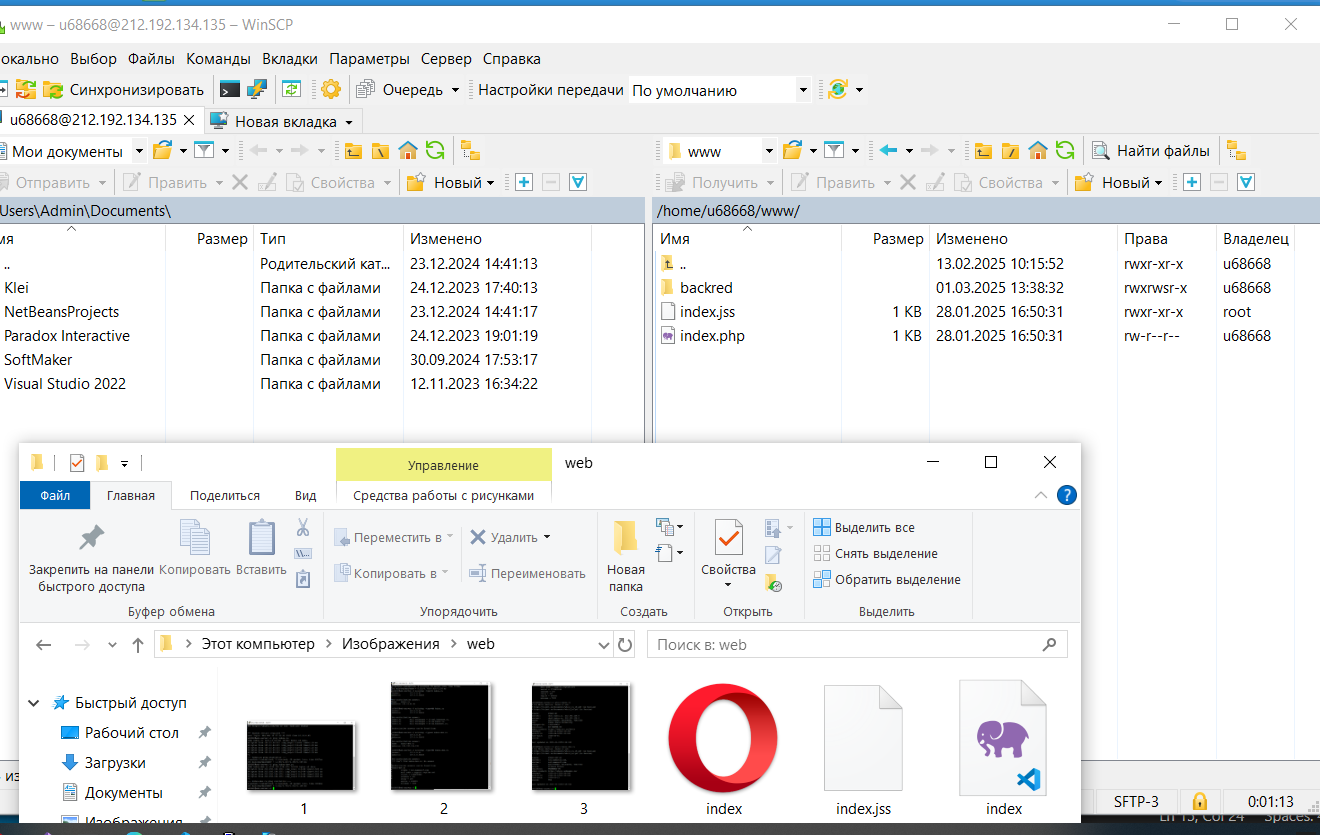 www – u68668@212.192.134.135 – WinSCP
окально Выбор Файлы Команды Вкладки Параметры Сервер Справка
Синхронизировать Очередь Настройки передачи По умолчанию
u68668@212.192.134.135 Новая вкладка
Мои документы www Найти файлы
Отправить Править Свойства Новый Получить Править Свойства Новый
Users\Admin\Documents\ /home/u68668/www/
мя Размер Тип Изменено
.. Родительский кат... 23.12.2024 14:41:13
Klei Папка с файлами 24.12.2023 17:40:13
NetBeansProjects Папка с файлами 23.12.2024 14:41:17
Paradox Interactive Папка с файлами 24.12.2023 19:01:19
SoftMaker Папка с файлами 30.09.2024 17:53:17
Visual Studio 2022 Папка с файлами 12.11.2023 16:34:22
Имя Размер Изменено Права Владелец
.. 13.02.2025 10:15:52 rwxr-xr-x u68668
backred 01.03.2025 13:38:32 rwxrwsr-x u68668
index.jss 1 KB 28.01.2025 16:50:31 rwxr-xr-x root
index.php 1 KB 28.01.2025 16:50:31 rw-r--r-- u68668
Управление web
Файл Главная Поделиться Вид Средства работы с рисунками
Закрепить на панели быстрого доступа
Копировать
Вставить
Буфер обмена
Переместить в
Копировать в
Удалить
Переименовать
Упорядочить
Новая папка
Создать
Свойства
Открыть
Выделить все
Снять выделение
Обратить выделение
Выделить
Этот компьютер Изображения web Поиск в: web
Быстрый доступ
Рабочий стол
Загрузки
Документы
Изображения
1 2 3 index index.jss index
из
SFTP-3 0:01:13
Ln 15, Col 24 Spaces: